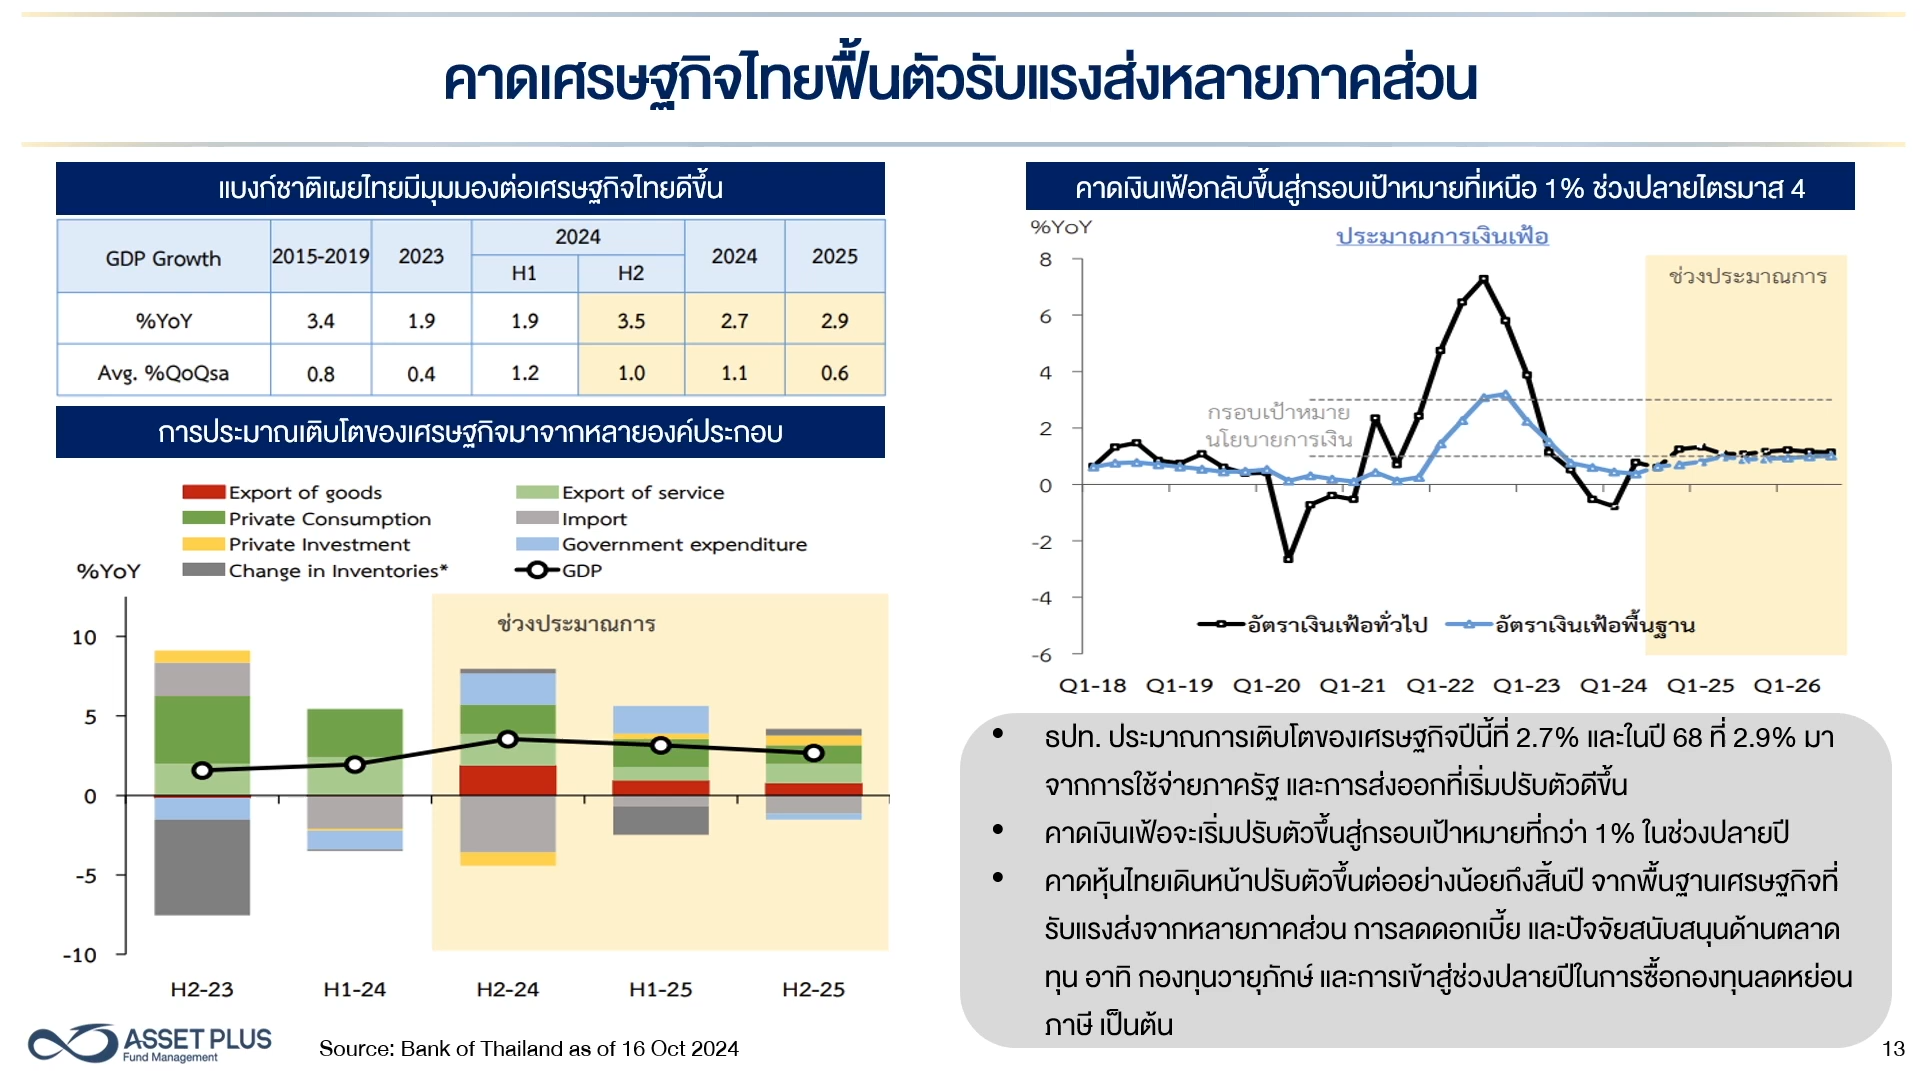 คาดเศรษฐกิจไทยฟื้นตัวรับแรงส่งหลายภาคส่วน
แบงก์ชาติเผยไทยมีมุมมองต่อเศรษฐกิจไทยดีขึ้น
GDP Growth 2015-2019 2023 2024 2024 2025
H1 H2
%YoY 3.4 1.9 1.9 3.5 2.7 2.9
Avg. %QoQsa 0.8 0.4 1.2 1.0 1.1 0.6
การประมาณเติบโตของเศรษฐกิจมาจากหลายองค์ประกอบ
Export of goods Export of service
Private Consumption Import
Private Investment Government expenditure
Change in Inventories* GDP
%YoY
ช่วงประมาณการ
10
5
0
-5
-10
H2-23 H1-24 H2-24 H1-25 H2-25
คาดเงินเฟ้อกลับขึ้นสู่กรอบเป้าหมายที่เหนือ 1% ช่วงปลายไตรมาส 4
%YoY
ประมาณการเงินเฟ้อ
ช่วงประมาณการ
8
6
4
2
0
-2
-4
-6
กรอบเป้าหมาย
นโยบายการเงิน
อัตราเงินเฟ้อทั่วไป อัตราเงินเฟ้อพื้นฐาน
Q1-18 Q1-19 Q1-20 Q1-21 Q1-22 Q1-23 Q1-24 Q1-25 Q1-26
• ธปท. ประมาณการเติบโตของเศรษฐกิจปีนี้ที่ 2.7% และในปี 68 ที่ 2.9% มา
จากการใช้จ่ายภาครัฐ และการส่งออกที่เริ่มปรับตัวดีขึ้น
• คาดเงินเฟ้อจะเริ่มปรับตัวขึ้นสู่กรอบเป้าหมายที่กว่า 1% ในช่วงปลายปี
• คาดหุ้นไทยเดินหน้าปรับตัวขึ้นต่ออย่างน้อยถึงสิ้นปี จากพื้นฐานเศรษฐกิจที่
รับแรงส่งจากหลายภาคส่วน การลดดอกเบี้ย และปัจจัยสนับสนุนด้านตลาด
ทุน อาทิ กองทุนวายุภักษ์ และการเข้าสู่ช่วงปลายปีในการซื้อกองทุนลดหย่อน
ภาษี เป็นต้น
ASSET PLUS
Fund Management
Source: Bank of Thailand as of 16 Oct 2024
13